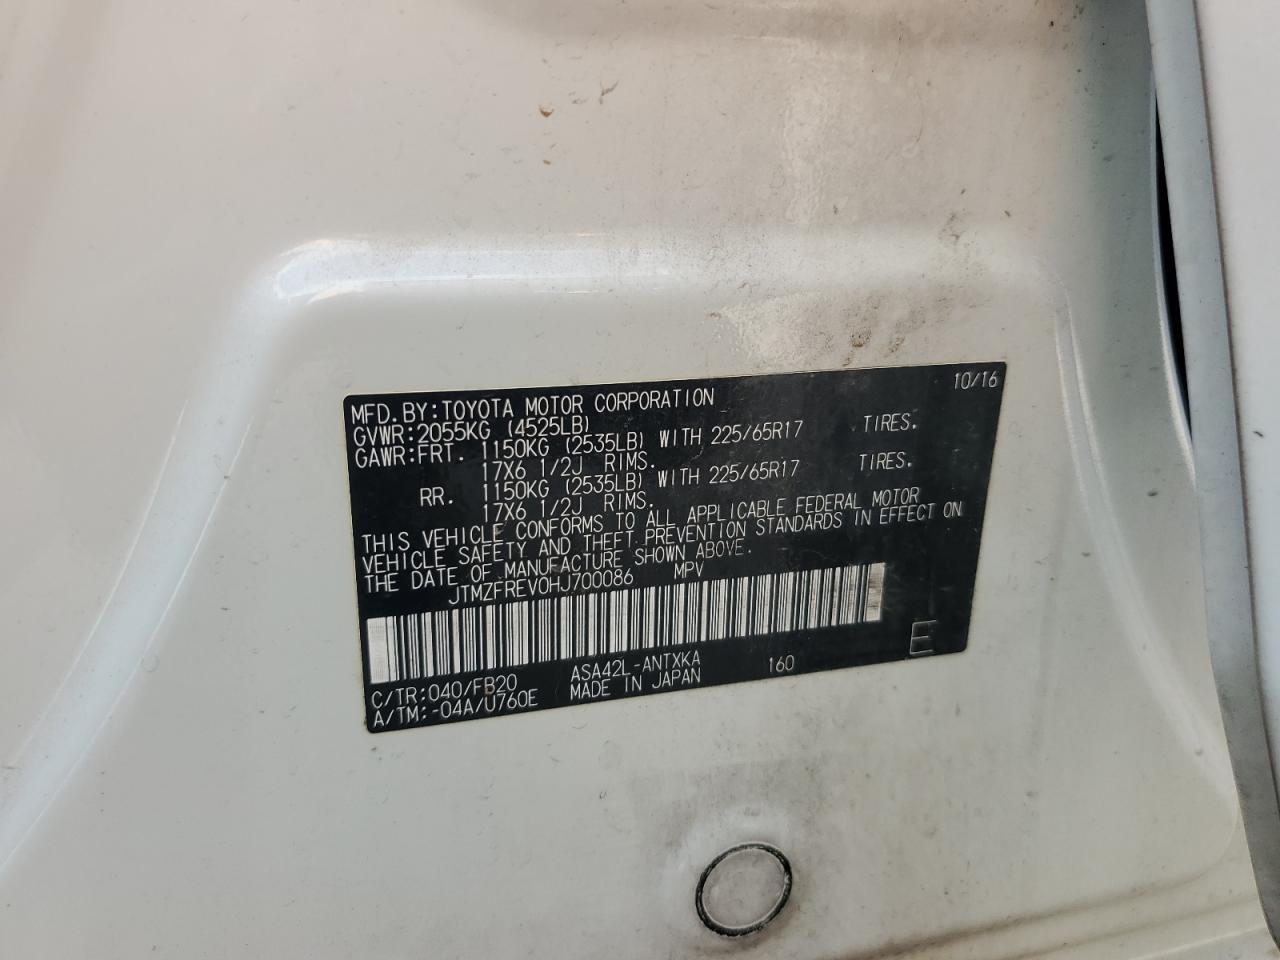 10/16
MFD.BY:TOYOTA MOTOR CORPORATION
GVWR:2055KG (4525LB)
GAWR:FRT. 1150KG (2535LB) WITH 225/65R17 TIRES.
17X6 1/2J RIMS.
RR. 1150KG (2535LB) WITH 225/65R17 TIRES.
17X6 1/2J RIMS.
THIS VEHICLE CONFORMS TO ALL APPLICABLE FEDERAL MOTOR
VEHICLE SAFETY AND THEFT PREVENTION STANDARDS IN EFFECT ON
THE DATE OF MANUFACTURE SHOWN ABOVE.
JTMZFREV0HJ700086 MPV
E
C/TR:040/FB20 ASA42L-ANTXKA 160
A/TM:-04A/U760E MADE IN JAPAN